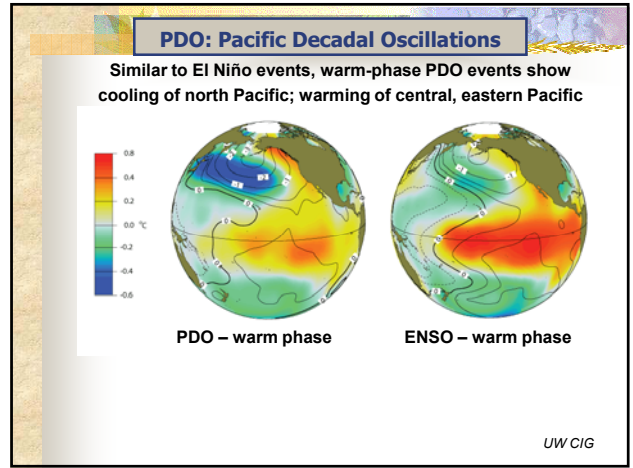 PDO: Pacific Decadal Oscillations
Similar to El Niño events, warm-phase PDO events show
cooling of north Pacific; warming of central, eastern Pacific
0.8
0.4
0.2
0.0 °C
-0.2
-0.4
-0.6
PDO – warm phase
ENSO – warm phase
UW CIG